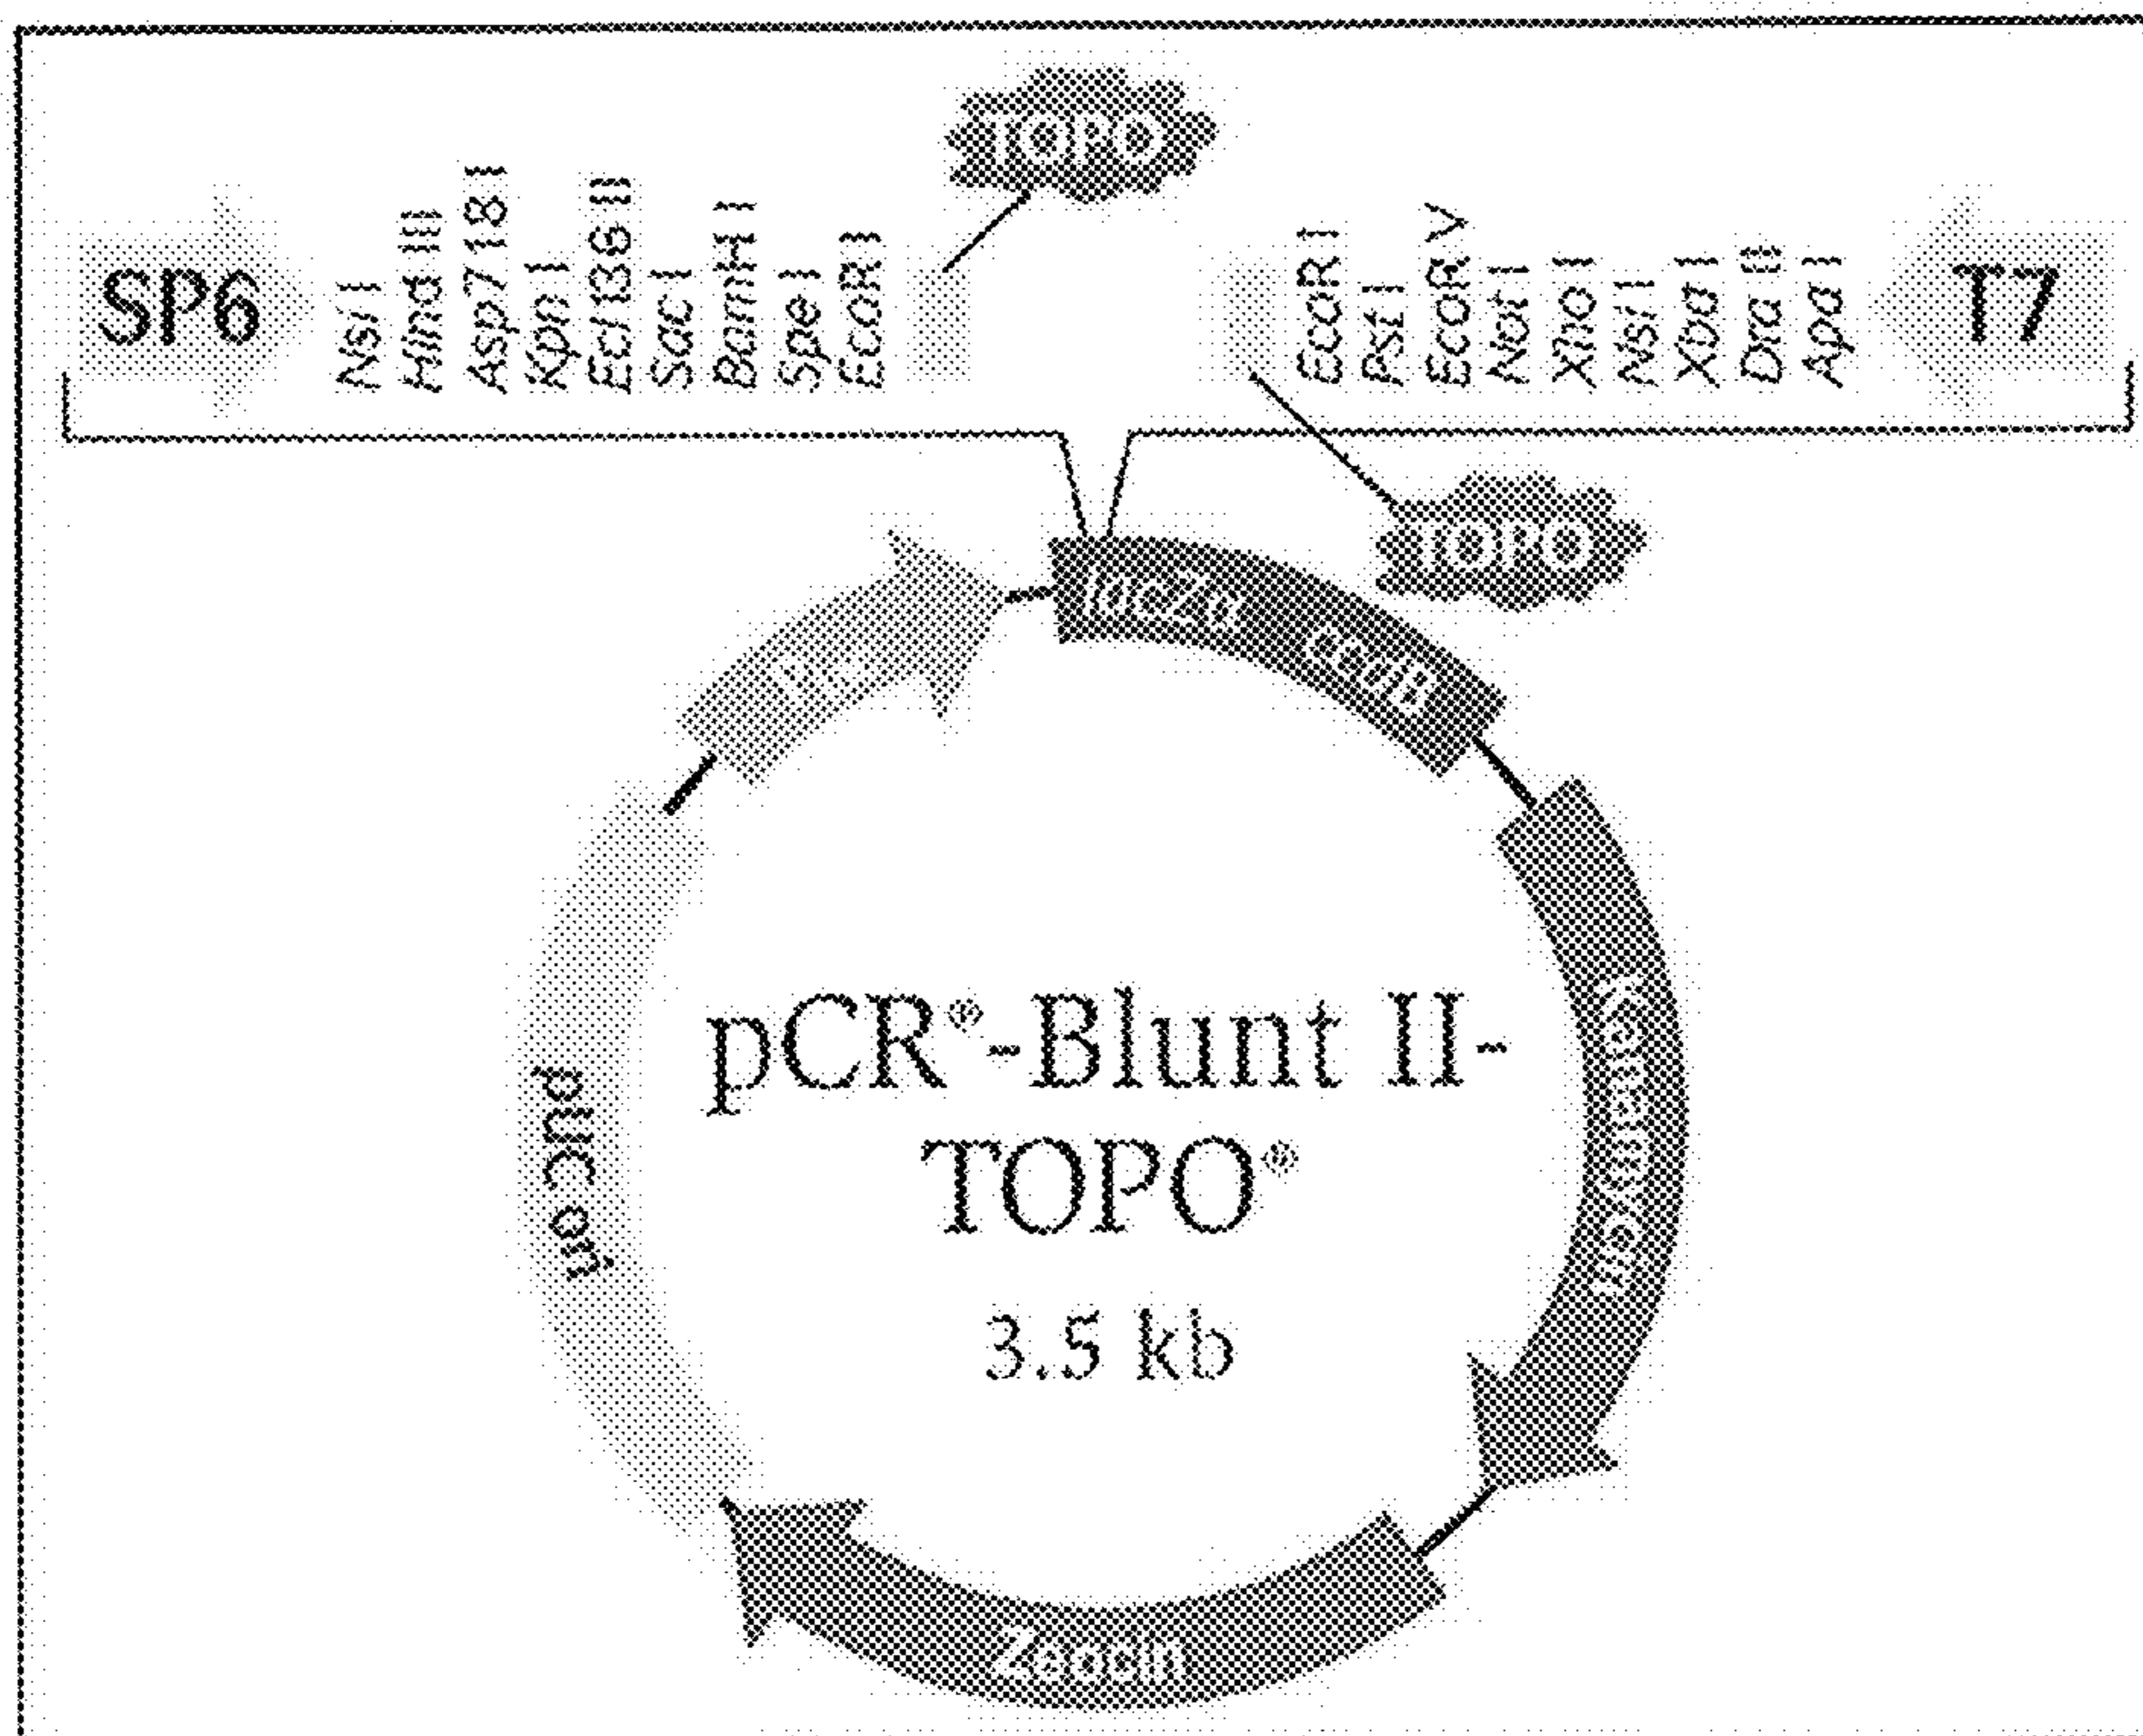 TOPO
SP6
Nsi I
Hind III
Asp718 I
Kpn I
Ecl136 II
Sac I
BamH I
Spe I
EcoR I
EcoR I
Pst I
EcoR V
Not I
Xho I
Nsi I
Xba I
Dra II
Apa I
T7
TOPO
lacZα
ccdB
Kanamycin
Zeocin
pUC ori
pCR®-Blunt II-
TOPO®
3.5 kb